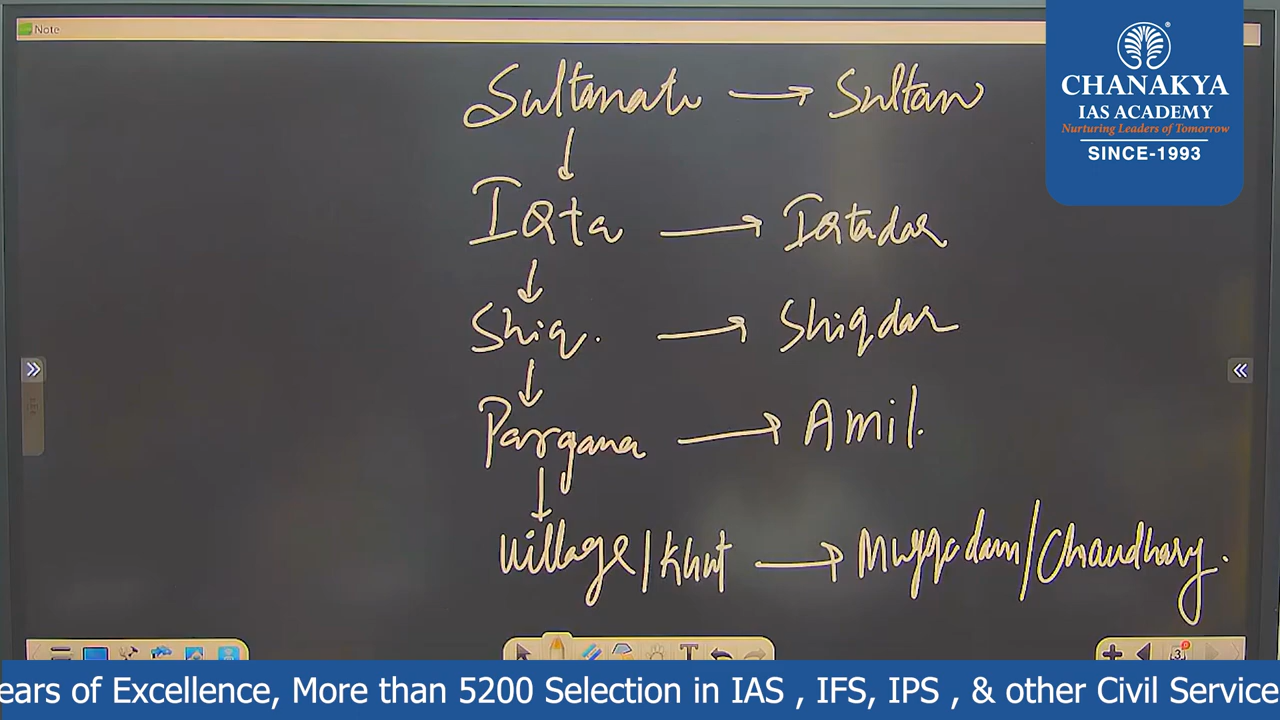 Note
CHANAKYA
IAS ACADEMY
Nurturing Leaders of Tomorrow
SINCE-1993
Sultanate → Sultan
↓
IQta → Iqtadar
↓
Shiq. → Shiqdar
↓
Pargana → Amil.
↓
Village/Khut → Muqqadam/Chaudhary.
ears of Excellence, More than 5200 Selection in IAS , IFS, IPS , & other Civil Service